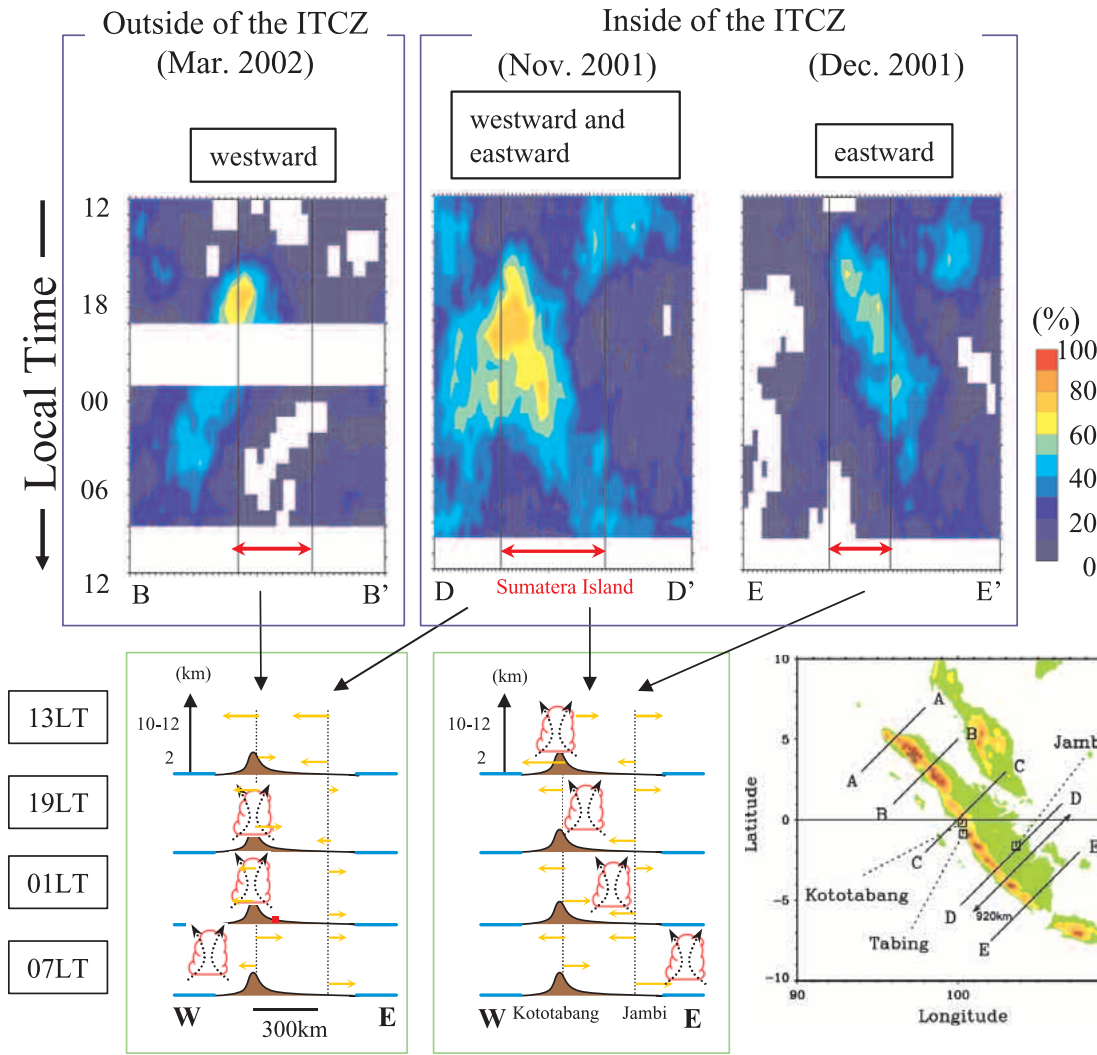 Outside of the ITCZ
(Mar. 2002)
Inside of the ITCZ
(Nov. 2001)
(Dec. 2001)
westward
westward and
eastward
eastward
Local Time
12
18
00
06
12
B
B'
D
Sumatera Island
D'
E
E'
(%)
100
80
60
40
20
0
13LT
19LT
01LT
07LT
(km)
10-12
2
W
300km
E
(km)
10-12
2
W
Kototabang
Jambi
E
10
5
0
-5
-10
Latitude
90
100
Longitude
A
A
B
B
C
C
D
D
E
E
Jamb
Kototabang
Tabing
920km